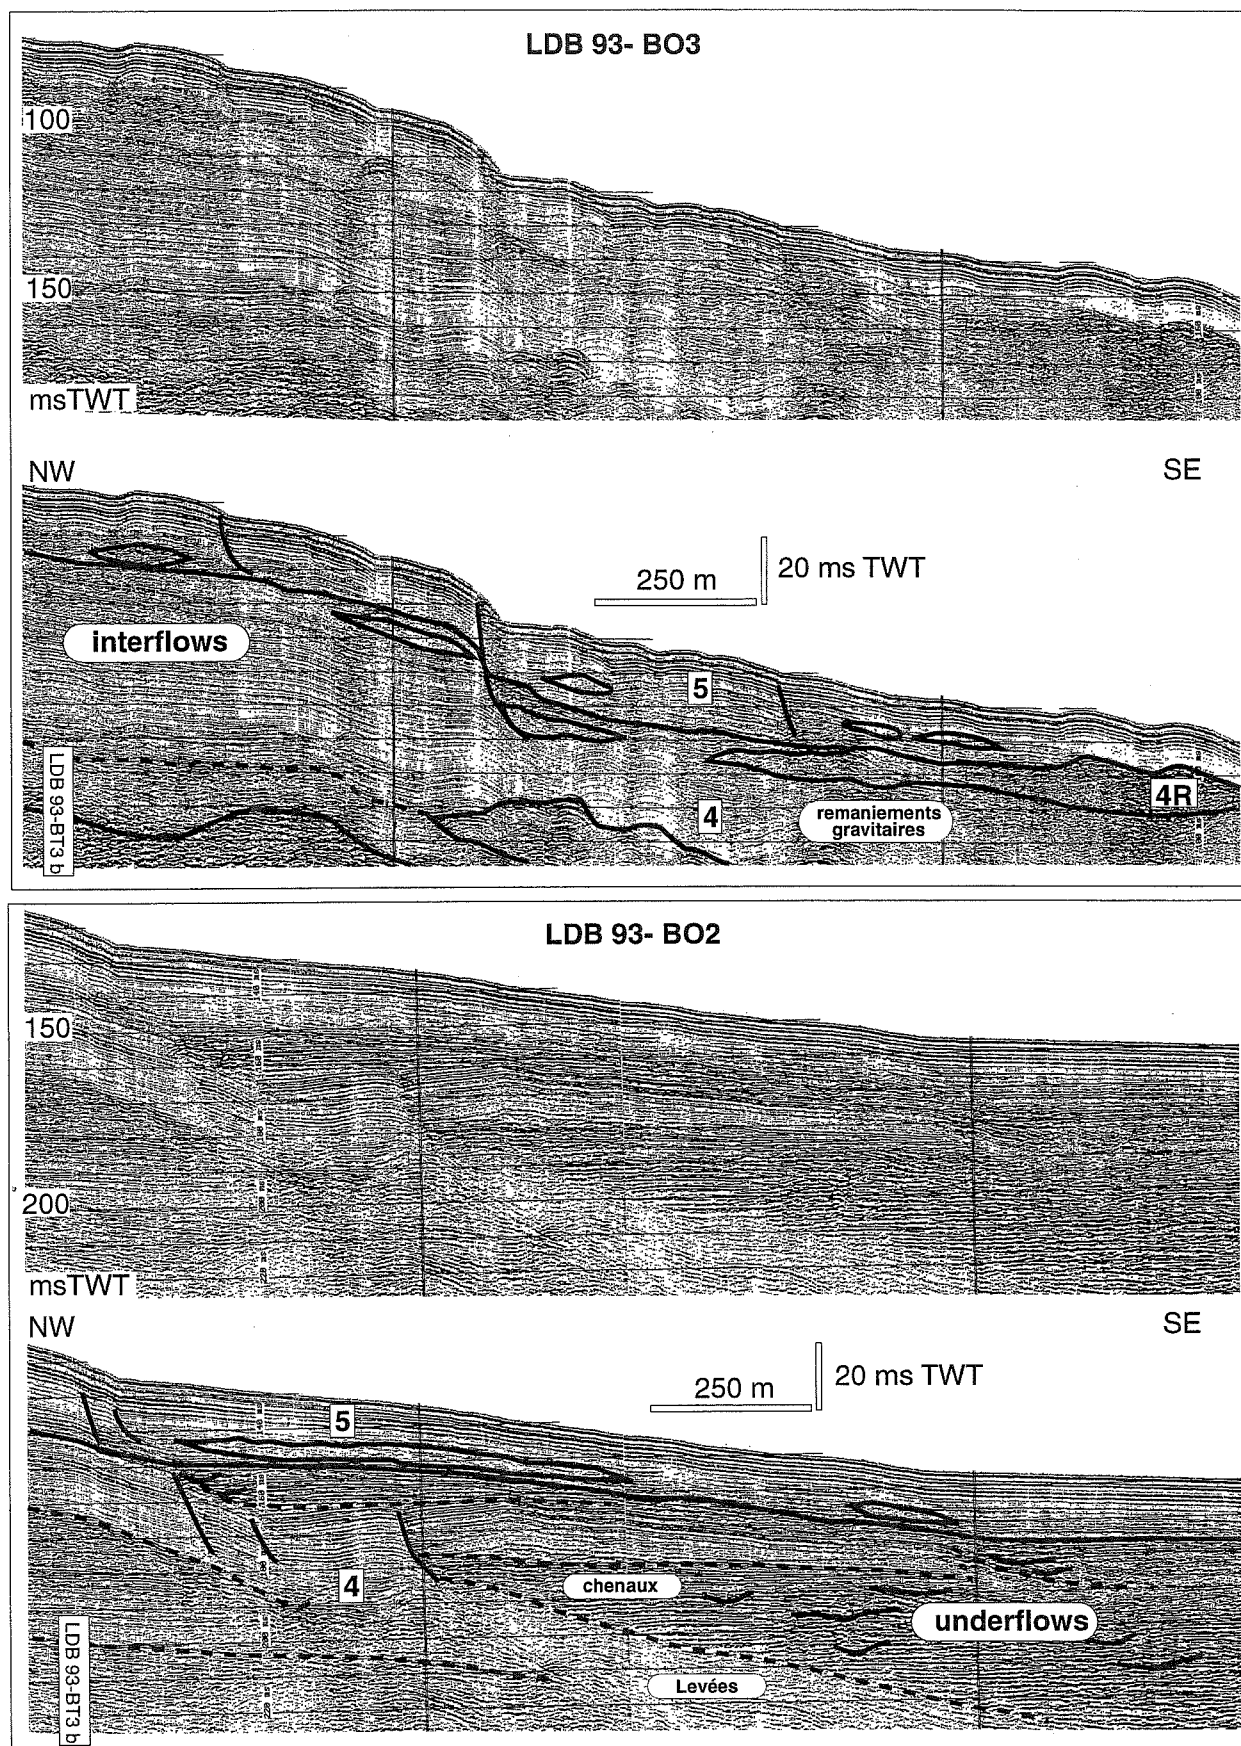 LDB 93- BO3
100
150
msTWT
NW
SE
250 m
20 ms TWT
interflows
5
4
4R
remaniements
gravitaires
LDB 93-BT3 b
LDB 93- BO2
150
200
msTWT
NW
SE
250 m
20 ms TWT
5
4
chenaux
underflows
Levées
LDB 93-BT3 b